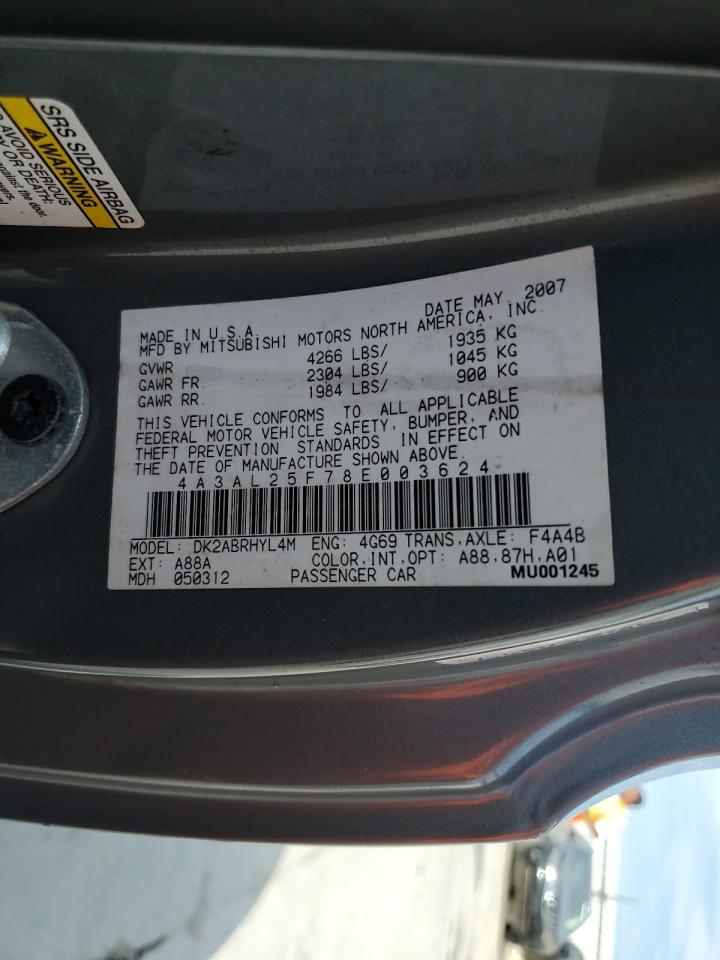 SRS SIDE AIRBAG
WARNING
AVOID SERIOUS
OR DEATH:
against the door.
MADE IN U.S.A. DATE MAY, 2007
MFD BY MITSUBISHI MOTORS NORTH AMERICA, INC.
GVWR 4266 LBS/ 1935 KG
GAWR FR. 2304 LBS/ 1045 KG
GAWR RR. 1984 LBS/ 900 KG
THIS VEHICLE CONFORMS TO ALL APPLICABLE
FEDERAL MOTOR VEHICLE SAFETY, BUMPER, AND
THEFT PREVENTION STANDARDS IN EFFECT ON
THE DATE OF MANUFACTURE SHOWN ABOVE.
4A3AL25F78E003624
MODEL: DK2ABRHYL4M ENG: 4G69 TRANS.AXLE: F4A4B
EXT: A88A COLOR.INT.OPT: A88.87H.A01
MDH 050312 PASSENGER CAR MU001245